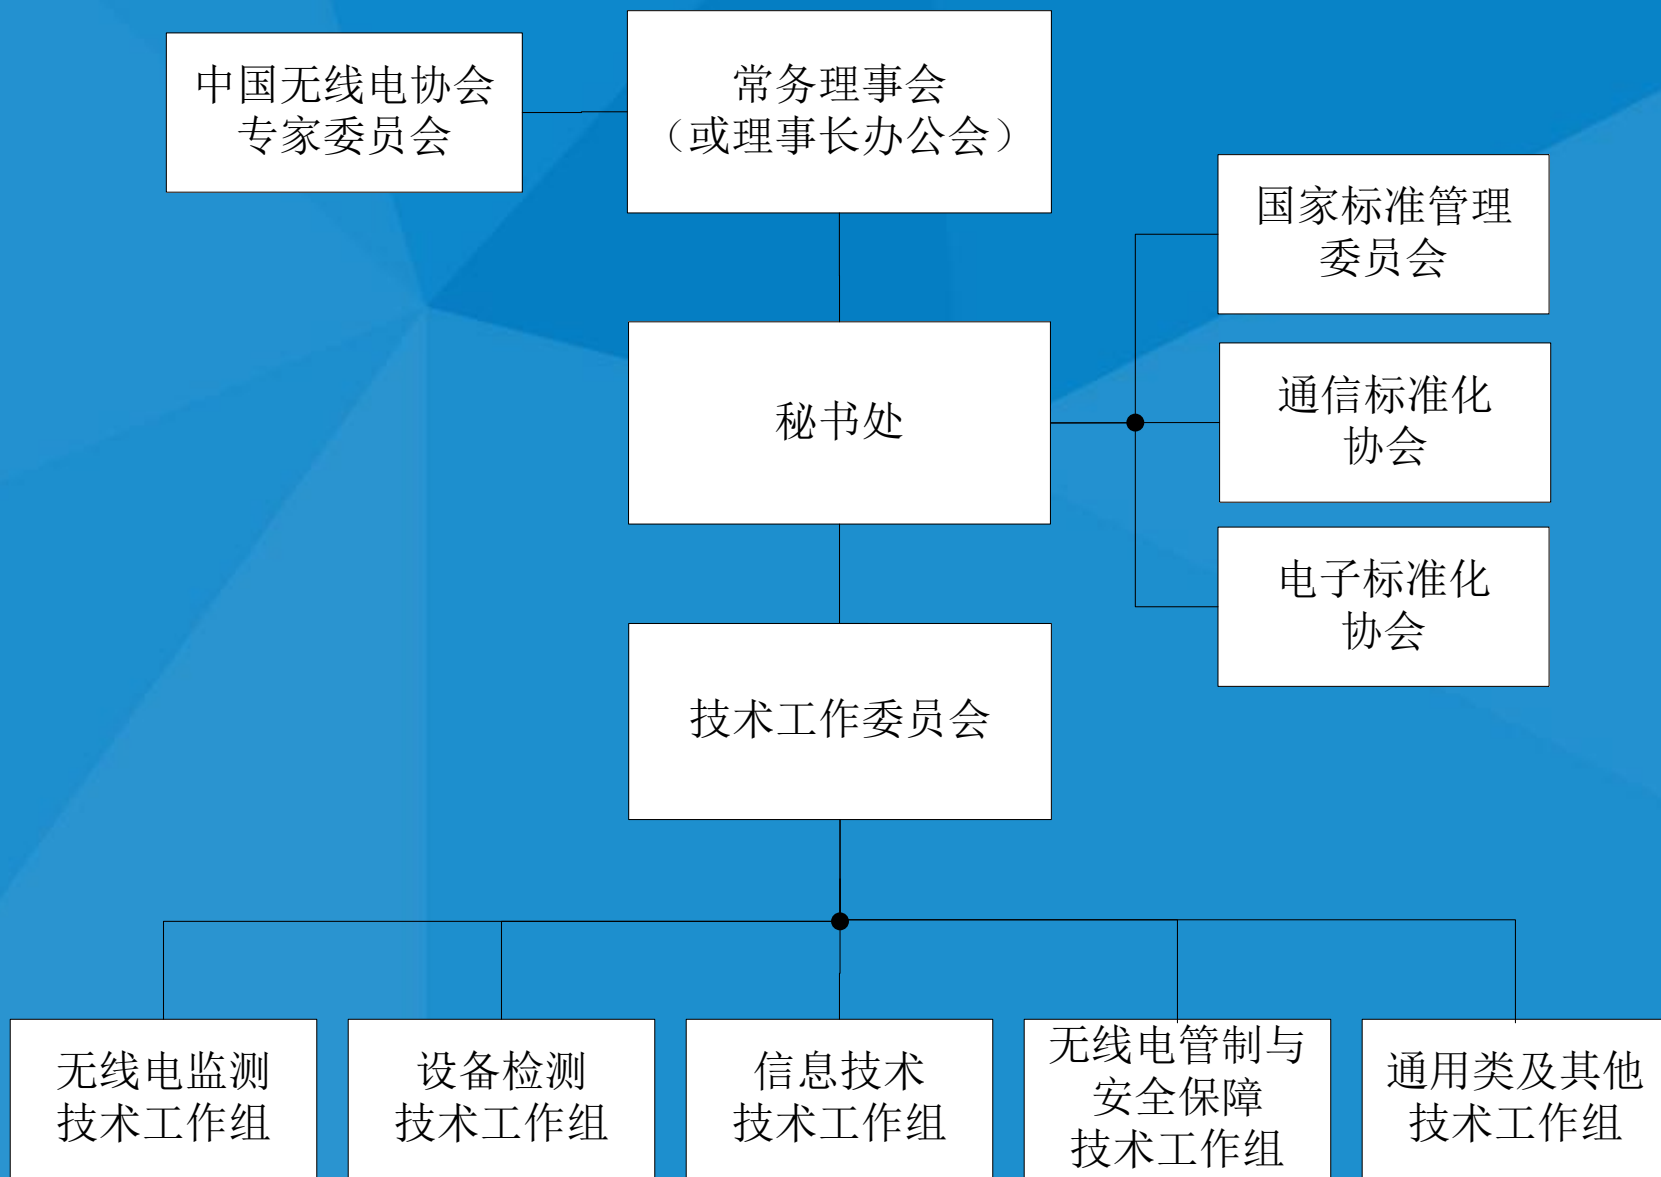 中国无线电协会
专家委员会
常务理事会
（或理事长办公会）
国家标准管理
委员会
秘书处
通信标准化
协会
电子标准化
协会
技术工作委员会
无线电监测
技术工作组
设备检测
技术工作组
信息技术
技术工作组
无线电管制与
安全保障
技术工作组
通用类及其他
技术工作组